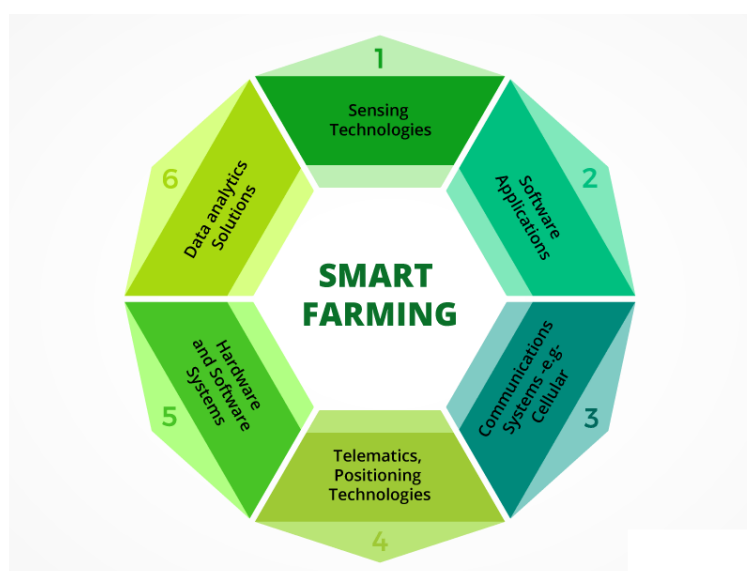 1
Sensing
Technologies
2
Software
Applications
3
Communications
Systems -e.g-
Cellular
4
Telematics,
Positioning
Technologies
5
Hardware
and Software
Systems
6
Data analytics
Solutions
SMART
FARMING